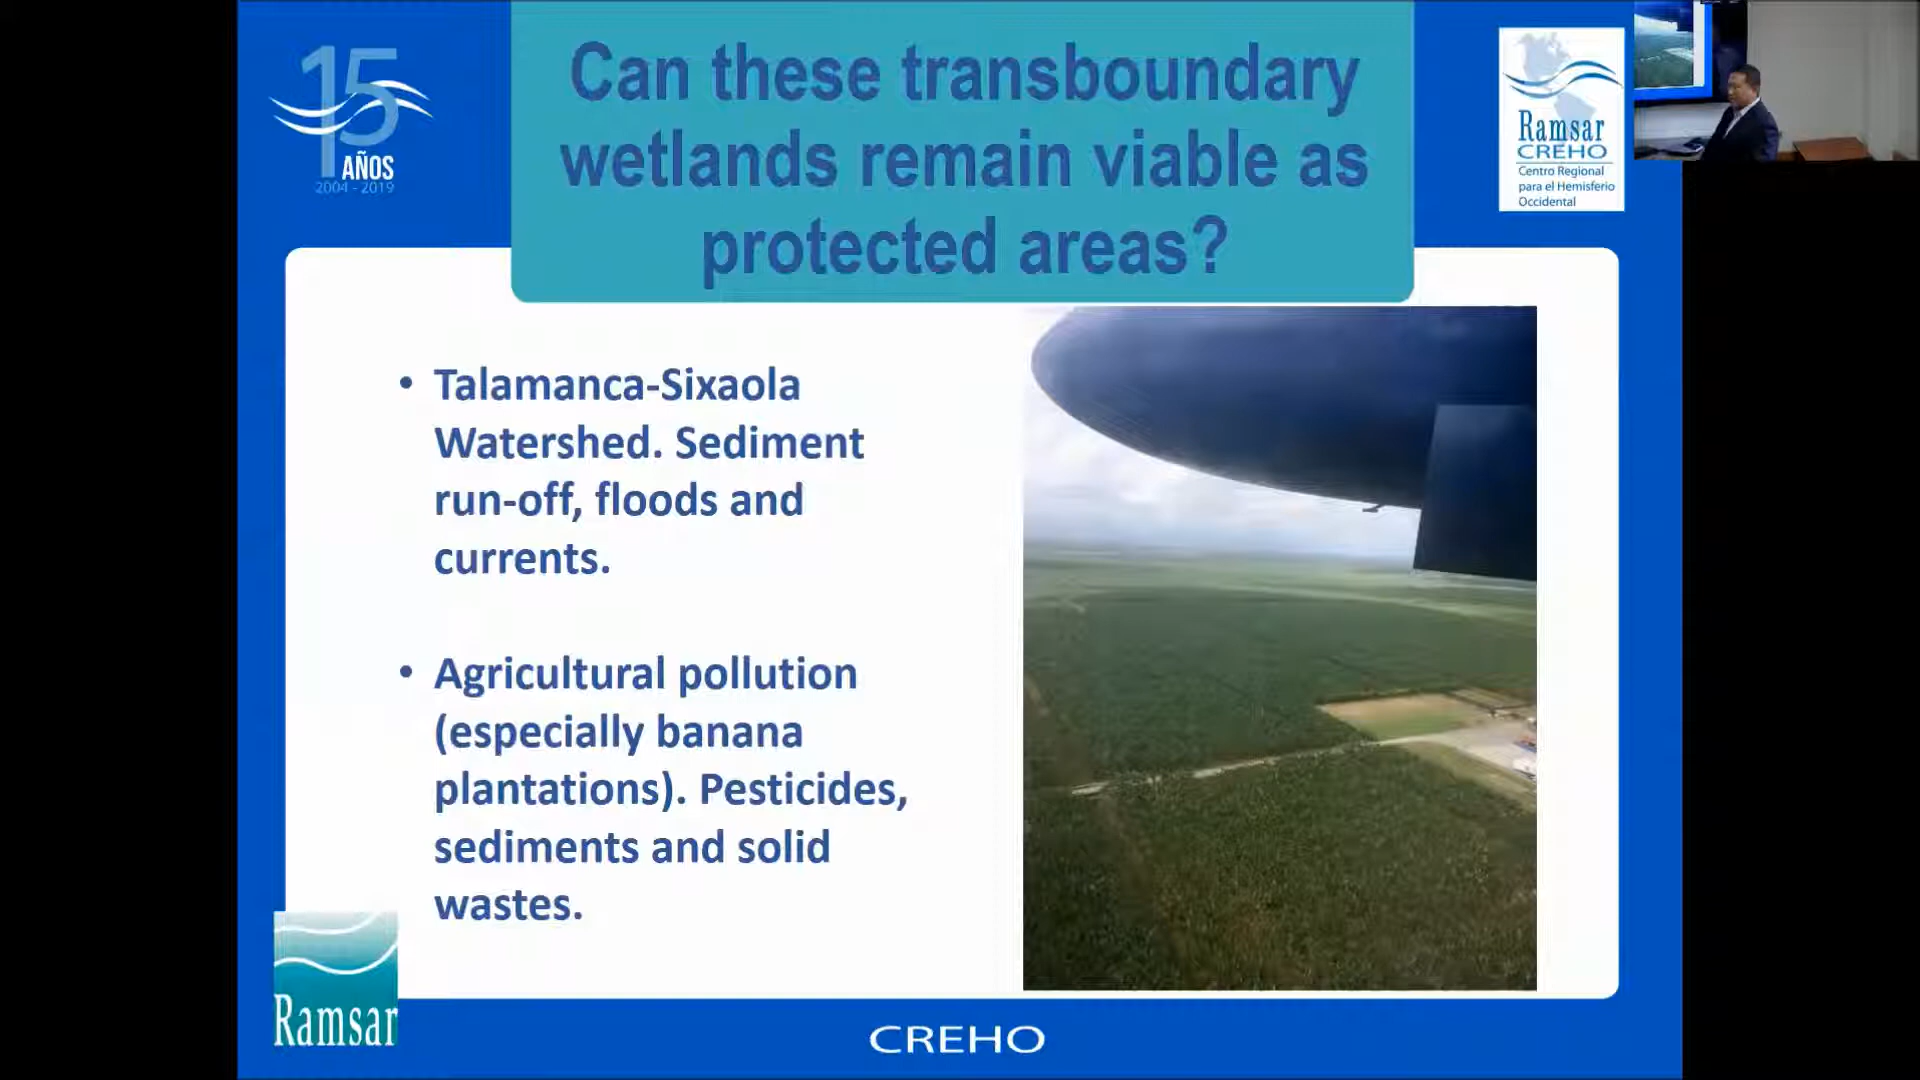 15
AÑOS
2004 - 2019
Can these transboundary
wetlands remain viable as
protected areas?
Ramsar
CREHO
Centro Regional
para el Hemisferio
Occidental
• Talamanca-Sixaola
Watershed. Sediment
run-off, floods and
currents.
• Agricultural pollution
(especially banana
plantations). Pesticides,
sediments and solid
wastes.
Ramsar
CREHO